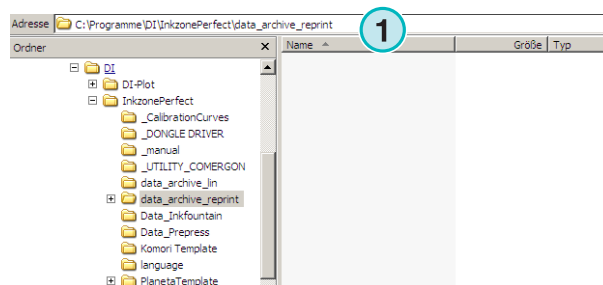 Adresse C:\Programme\DI\InkzonePerfect\data_archive_reprint
1
Ordner x Name Größe Typ
DI
DI-Plot
InkzonePerfect
_CalibrationCurves
_DONGLE DRIVER
_manual
_UTILITY_COMERGON
data_archive_lin
data_archive_reprint
Data_Inkfountain
Data_Prepress
Komori Template
language
PlanetaTemplate